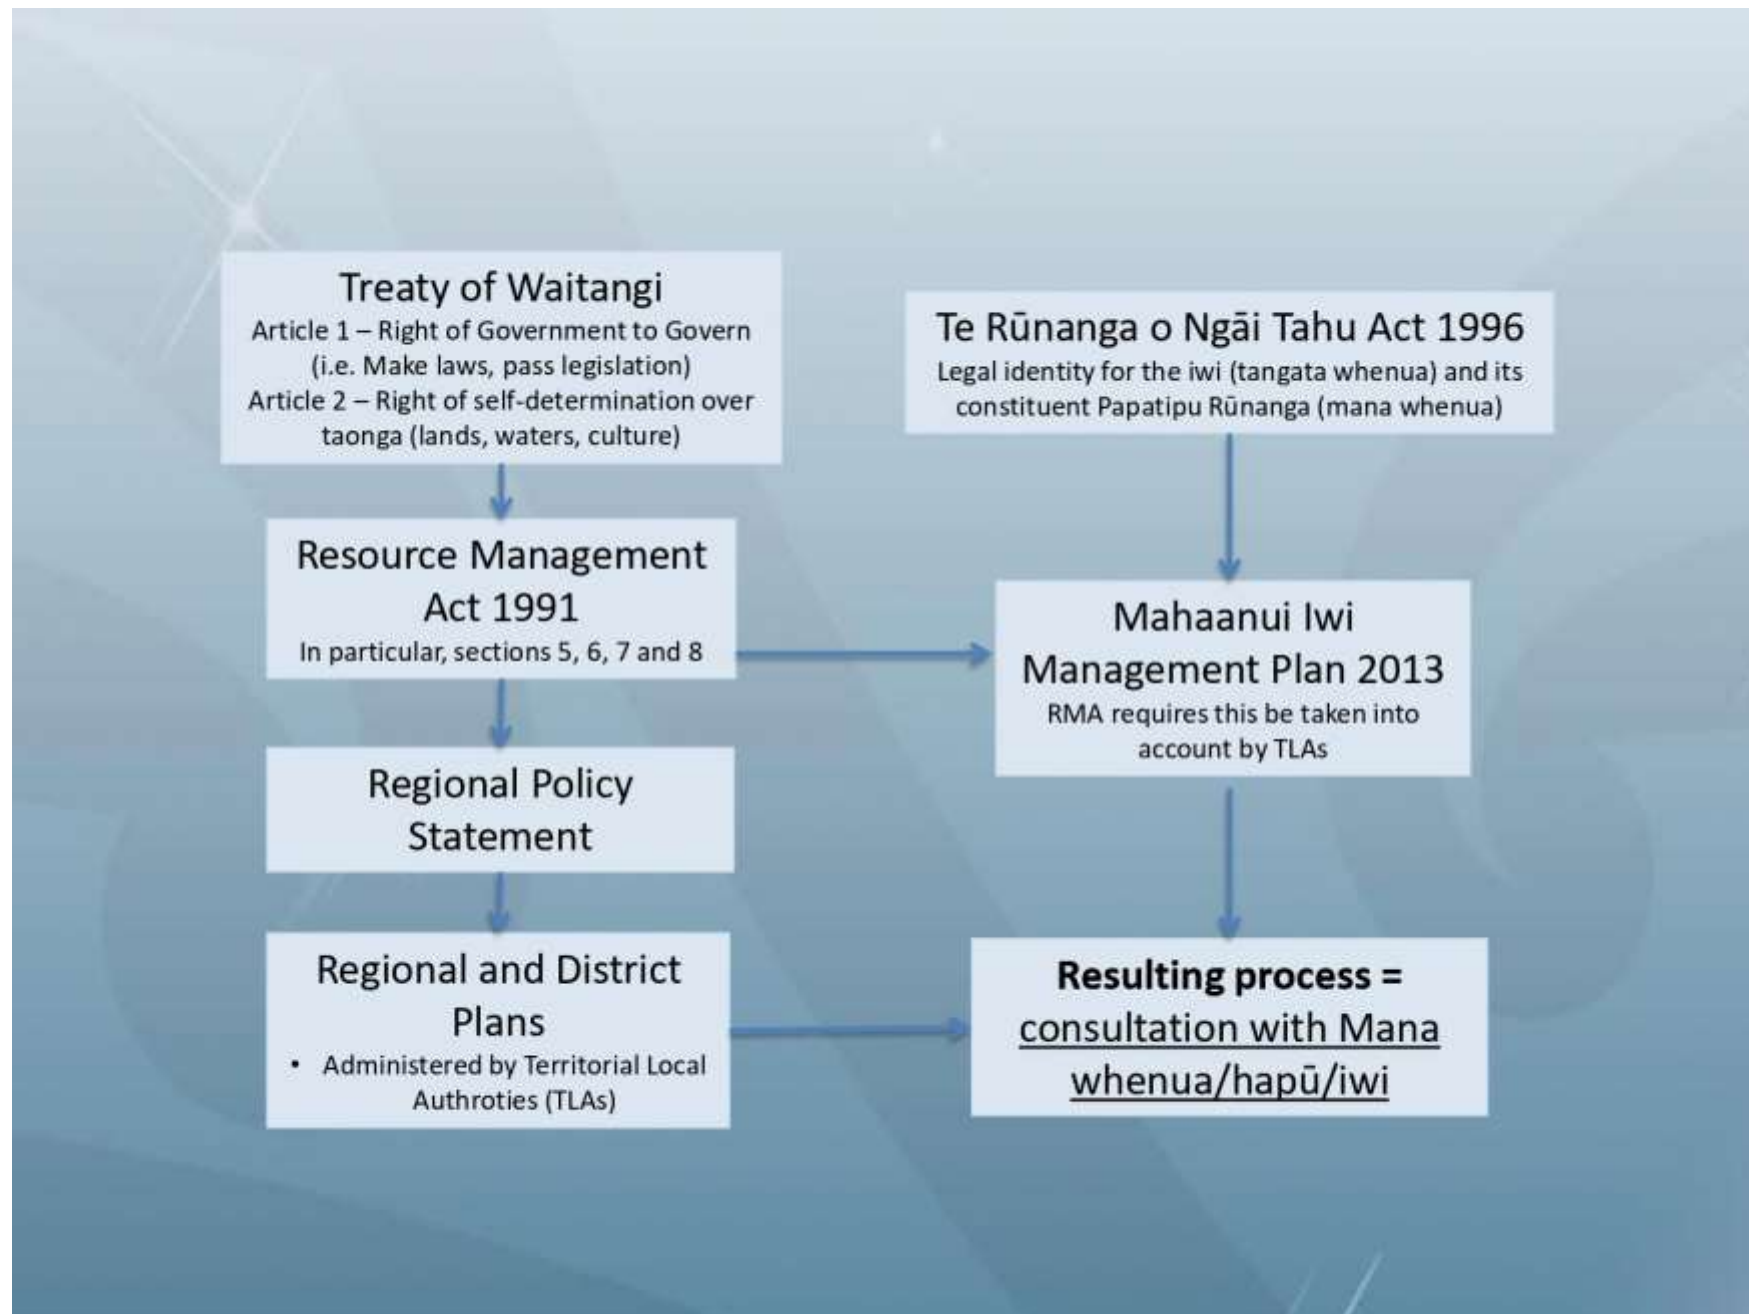 Treaty of Waitangi
Article 1 – Right of Government to Govern
(i.e. Make laws, pass legislation)
Article 2 – Right of self-determination over
taonga (lands, waters, culture)
Resource Management
Act 1991
In particular, sections 5, 6, 7 and 8
Regional Policy
Statement
Regional and District
Plans
• Administered by Territorial Local
Authroties (TLAs)
Te Rūnanga o Ngāi Tahu Act 1996
Legal identity for the iwi (tangata whenua) and its
constituent Papatipu Rūnanga (mana whenua)
Mahaanui Iwi
Management Plan 2013
RMA requires this be taken into
account by TLAs
Resulting process =
consultation with Mana
whenua/hapū/iwi